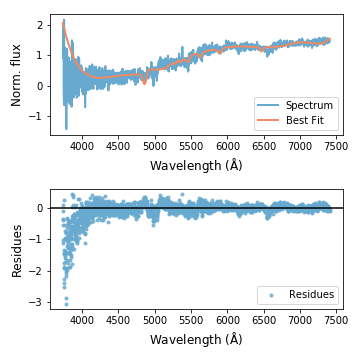 2
1
0
−1
Norm. flux
Spectrum
Best Fit
4000 4500 5000 5500 6000 6500 7000 7500
Wavelength (Å)
0
−1
−2
−3
Residues
Residues
4000 4500 5000 5500 6000 6500 7000 7500
Wavelength (Å)